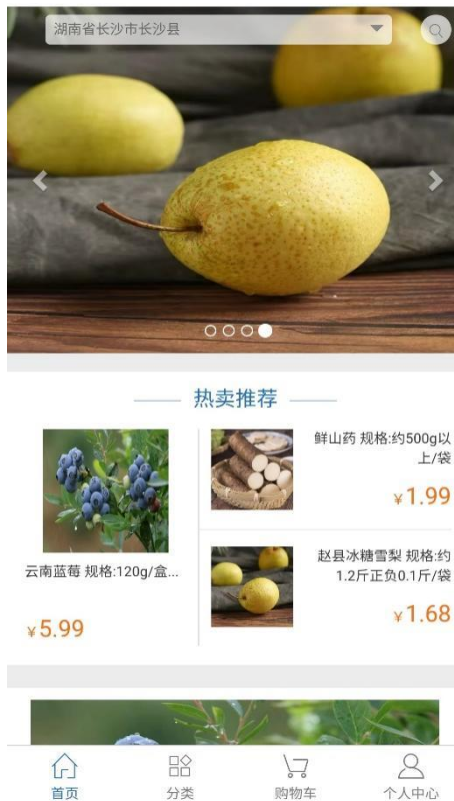 湖南省长沙市长沙县
热卖推荐
云南蓝莓 规格:120g/盒...
¥5.99
鲜山药 规格:约500g以
上/袋
¥1.99
赵县冰糖雪梨 规格:约
1.2斤正负0.1斤/袋
¥1.68
首页
分类
购物车
个人中心